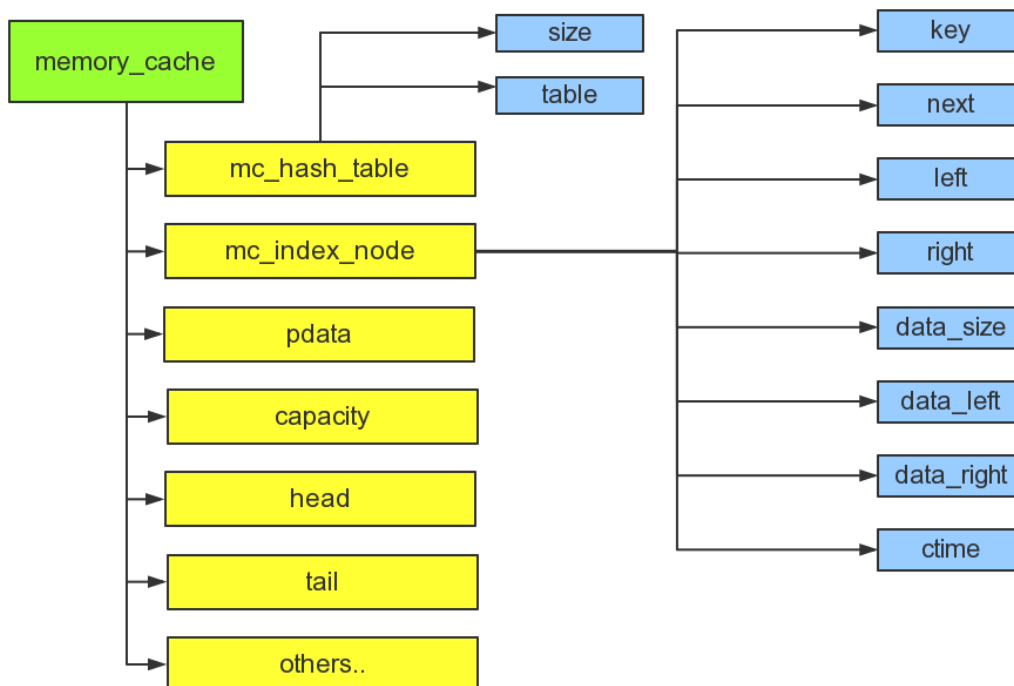 memory_cache
mc_hash_table
mc_index_node
pdata
capacity
head
tail
others..
size
table
key
next
left
right
data_size
data_left
data_right
ctime